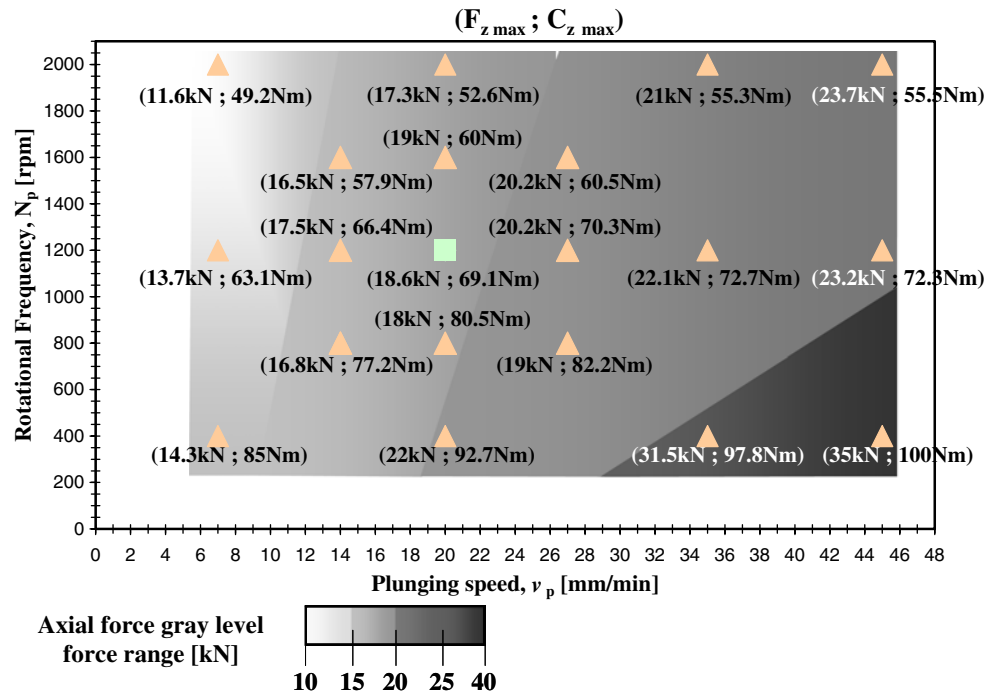 (F z max ; C z max)
Rotational Frequency, N p [rpm]
2000
1800
1600
1400
1200
1000
800
600
400
200
0
(11.6kN ; 49.2Nm) (17.3kN ; 52.6Nm) (21kN ; 55.3Nm) (23.7kN ; 55.5Nm)
(19kN ; 60Nm)
(16.5kN ; 57.9Nm) (20.2kN ; 60.5Nm)
(17.5kN ; 66.4Nm) (20.2kN ; 70.3Nm)
(13.7kN ; 63.1Nm) (18.6kN ; 69.1Nm) (22.1kN ; 72.7Nm) (23.2kN ; 72.3Nm)
(18kN ; 80.5Nm)
(16.8kN ; 77.2Nm) (19kN ; 82.2Nm)
(14.3kN ; 85Nm) (22kN ; 92.7Nm) (31.5kN ; 97.8Nm) (35kN ; 100Nm)
0 2 4 6 8 10 12 14 16 18 20 22 24 26 28 30 32 34 36 38 40 42 44 46 48
Plunging speed, v p [mm/min]
Axial force gray level
force range [kN]
10 15 20 25 40